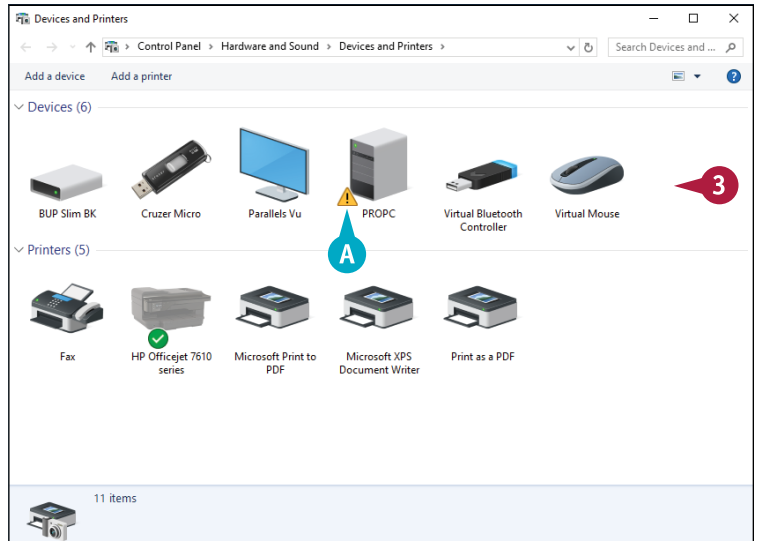 Devices and Printers
Control Panel > Hardware and Sound > Devices and Printers >
Search Devices and ...
Add a device Add a printer
?
Devices (6)
3
BUP Slim BK Cruzer Micro Parallels Vu PROPC Virtual Bluetooth Virtual Mouse
Controller
A
Printers (5)
Fax HP Officejet 7610 Microsoft Print to Microsoft XPS Print as a PDF
series PDF Document Writer
11 items